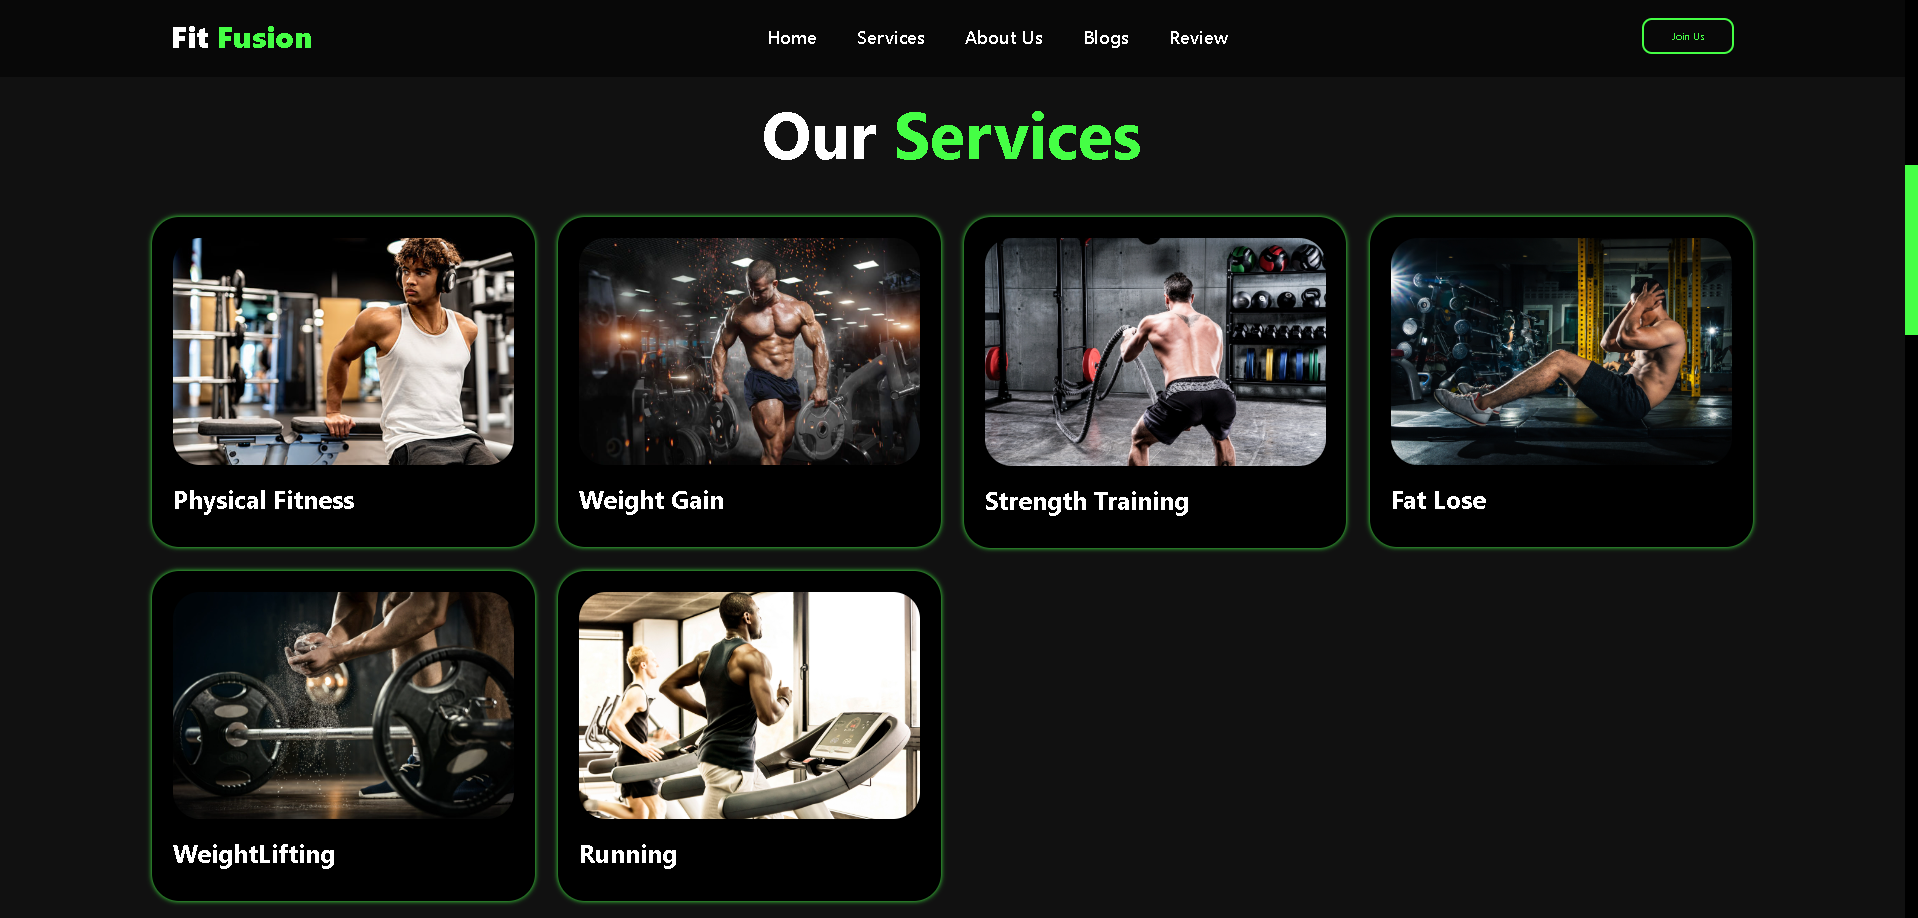 Fit Fusion
Home Services About Us Blogs Review
Join Us
Our Services
Physical Fitness
Weight Gain
Strength Training
Fat Lose
WeightLifting
Running